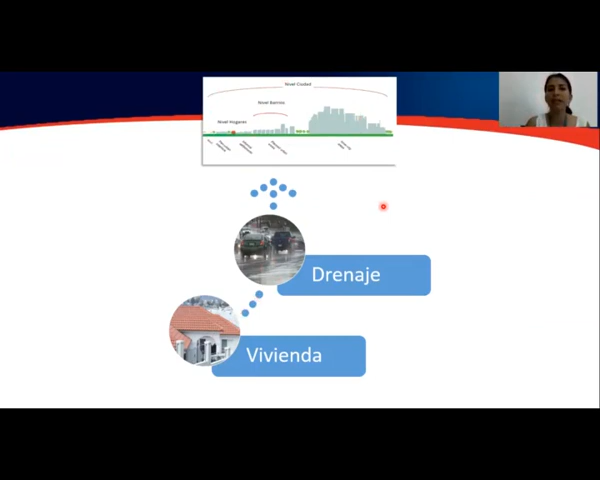 Nivel Ciudad
Nivel Barrios
Nivel Hogares
Drenaje
Vivienda